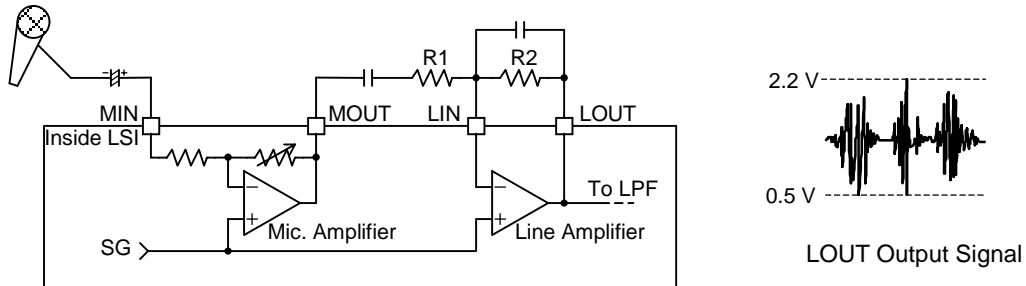 R1
R2
MIN
MOUT
LIN
LOUT
Inside LSI
To LPF
SG
Mic. Amplifier
Line Amplifier
2.2 V
0.5 V
LOUT Output Signal